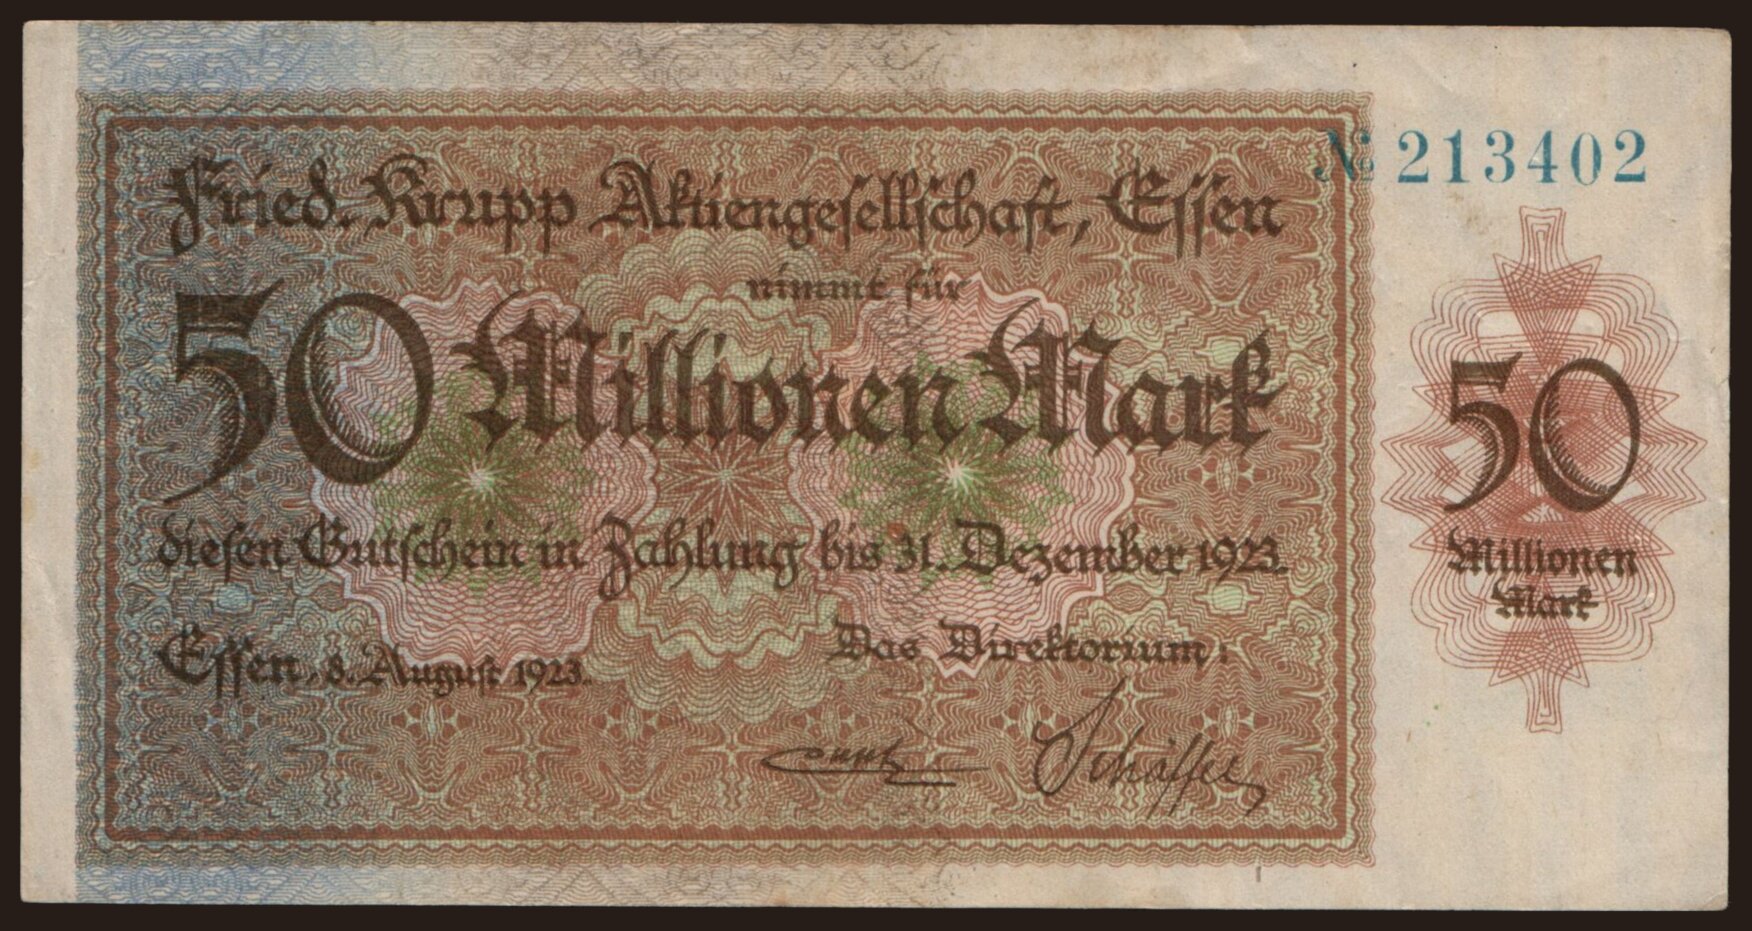 № 213402
Fried. Krupp Aktiengesellschaft, Essen
nimmt für
50 Millionen Mark
diesen Gutschein in Zahlung bis 31. Dezember 1923.
Essen, 8. August 1923.
Das Direktorium:
Schäffer
50
Millionen
Mark